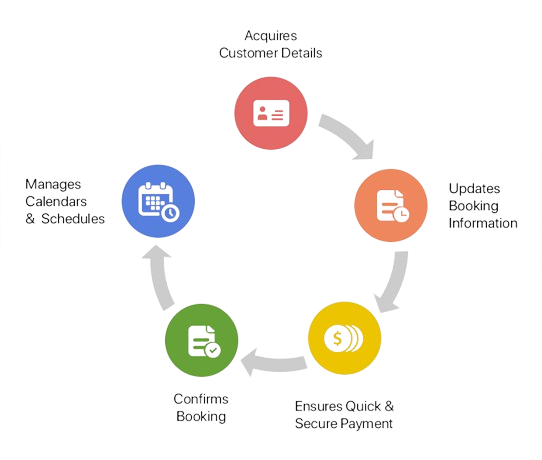 Acquires
Customer Details
Updates
Booking
Information
Ensures Quick &
Secure Payment
Confirms
Booking
Manages
Calendars
& Schedules
$